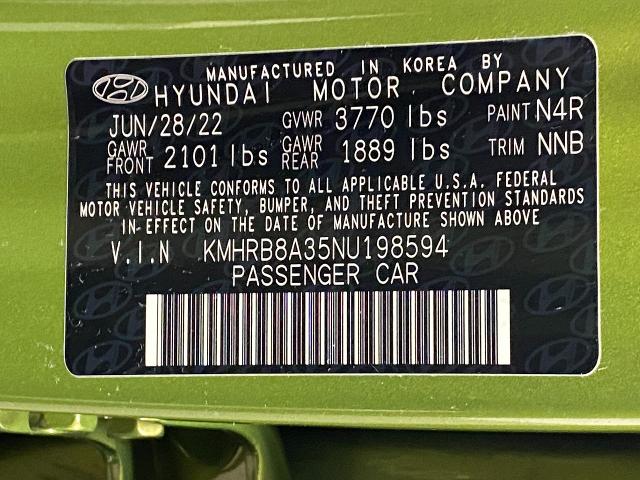 MANUFACTURED IN KOREA BY
HYUNDAI MOTOR COMPANY
JUN/28/22 GVWR 3770 lbs PAINT N4R
GAWR FRONT 2101 lbs GAWR REAR 1889 lbs TRIM NNB
THIS VEHICLE CONFORMS TO ALL APPLICABLE U.S.A. FEDERAL
MOTOR VEHICLE SAFETY, BUMPER, AND THEFT PREVENTION STANDARDS
IN-EFFECT ON THE DATE OF MANUFACTURE SHOWN ABOVE
V.I.N KMHRB8A35NU198594
PASSENGER CAR